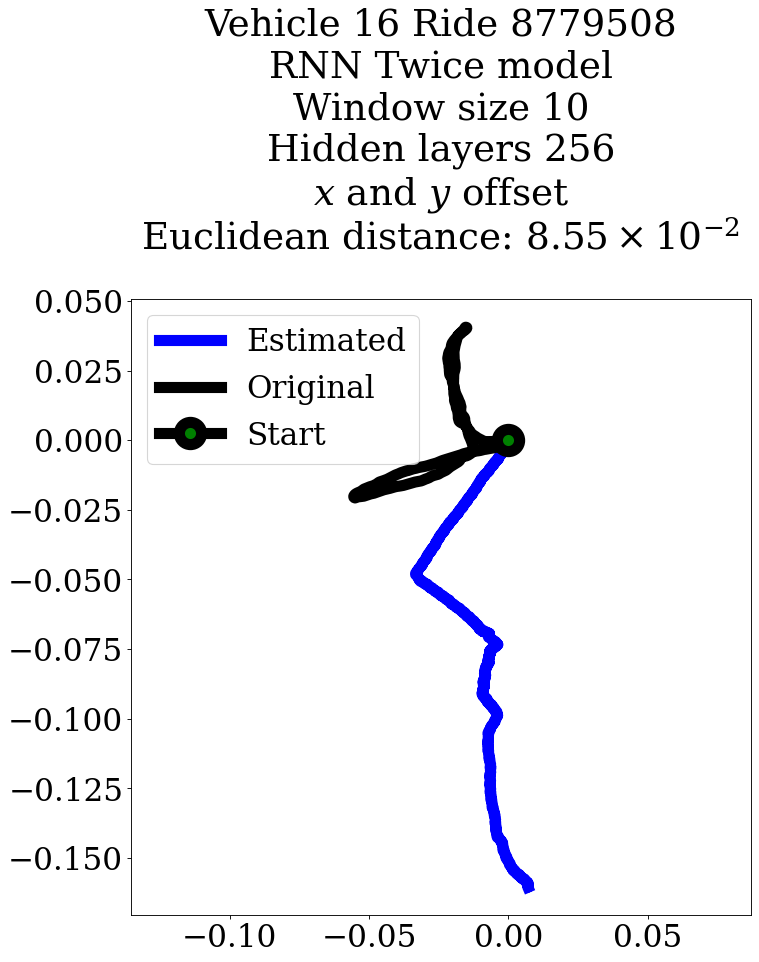 Vehicle 16 Ride 8779508
RNN Twice model
Window size 10
Hidden layers 256
x and y offset
Euclidean distance: 8.55 × 10⁻²
0.050
0.025
0.000
−0.025
−0.050
−0.075
−0.100
−0.125
−0.150
Estimated
Original
Start
−0.10 −0.05 0.00 0.05